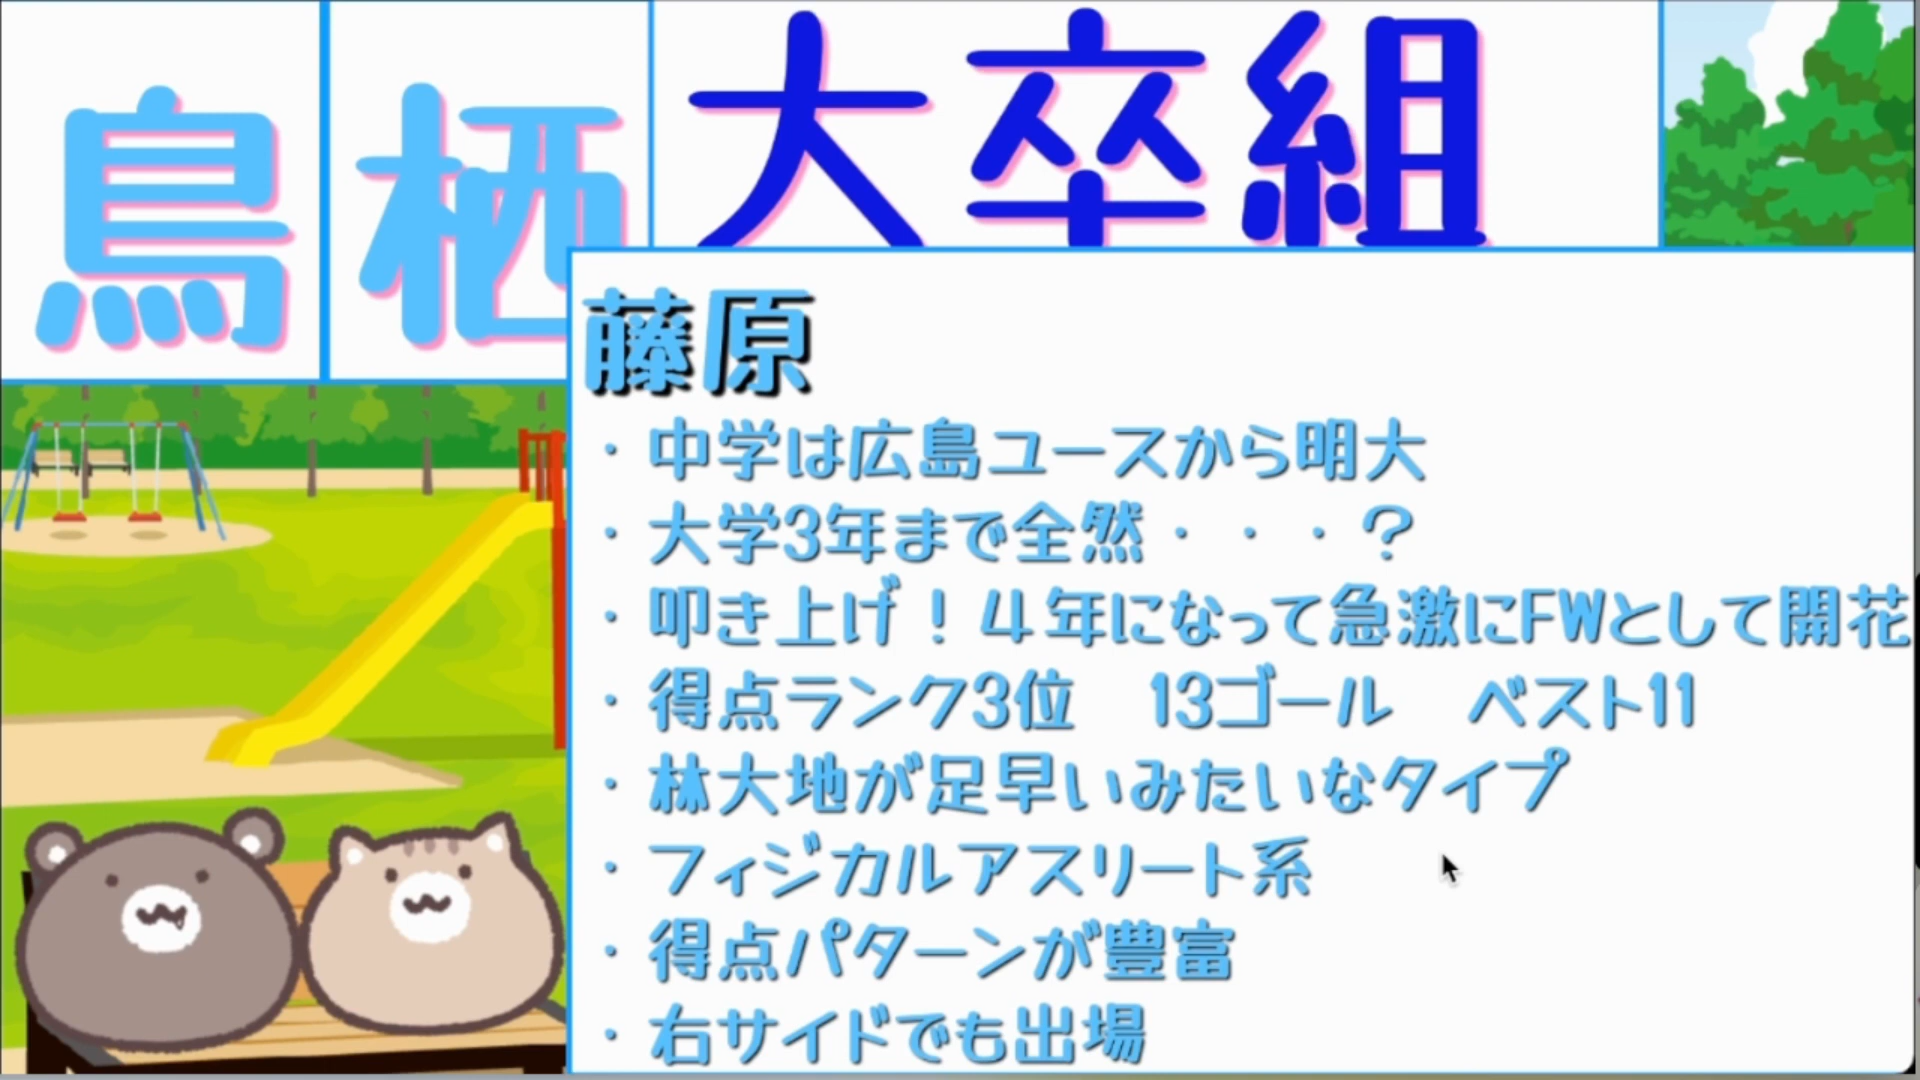 鳥栖 大卒組
藤原
・中学は広島ユースから明大
・大学3年まで全然・・・？
・叩き上げ！４年になって急激にFWとして開花
・得点ランク3位　13ゴール　ベスト11
・林大地が足早いみたいなタイプ
・フィジカルアスリート系
・得点パターンが豊富
・右サイドでも出場